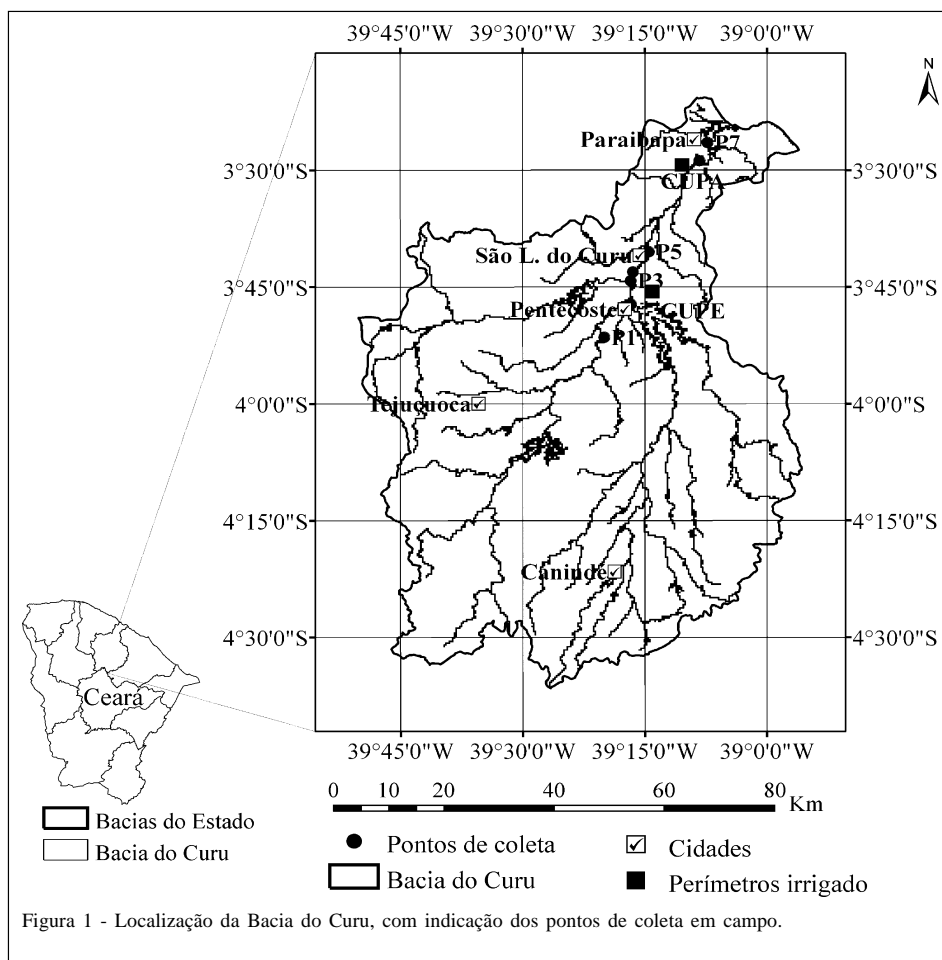 39°45'0"W 39°30'0"W 39°15'0"W 39°0'0"W
N
Paraibapa P7
3°30'0"S 3°30'0"S
CUPA
São L. do Curu P5
P3
3°45'0"S 3°45'0"S
Pentecoste CUPE
P1
4°0'0"S 4°0'0"S
Tejuçuoca
4°15'0"S 4°15'0"S
Canindé
4°30'0"S 4°30'0"S
Ceará
39°45'0"W 39°30'0"W 39°15'0"W 39°0'0"W
0 10 20 40 60 80
Km
Bacias do Estado
Bacia do Curu
Pontos de coleta
Cidades
Bacia do Curu
Perímetros irrigado
Figura 1 - Localização da Bacia do Curu, com indicação dos pontos de coleta em campo.